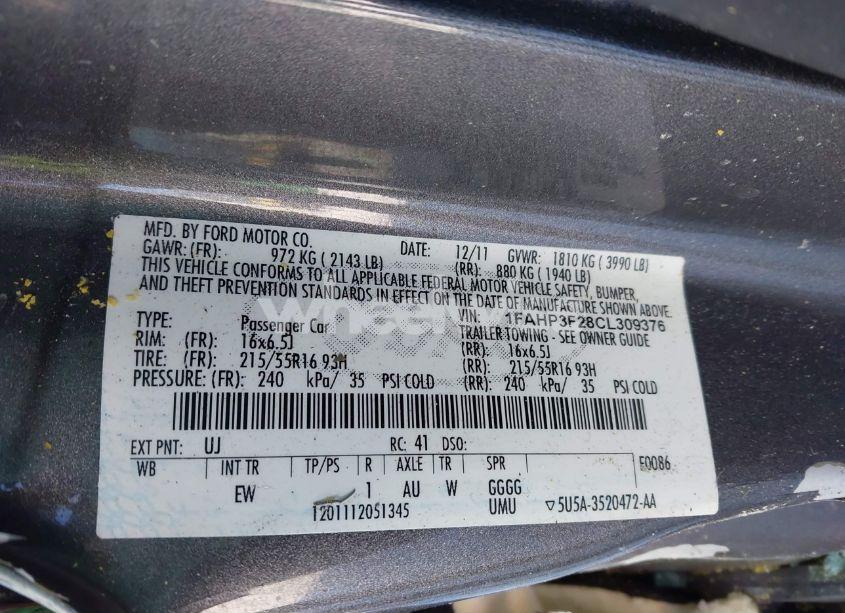 MFD. BY FORD MOTOR CO. DATE: 12/11 GVWR: 1810 KG ( 3990 LB)
GAWR: (FR): 972 KG ( 2143 LB) (RR): 880 KG ( 1940 LB)
THIS VEHICLE CONFORMS TO ALL APPLICABLE FEDERAL MOTOR VEHICLE SAFETY, BUMPER,
AND THEFT PREVENTION STANDARDS IN EFFECT ON THE DATE OF MANUFACTURE SHOWN ABOVE.
VIN: 1FAHP3F28CL309376
TYPE: Passenger Car TRAILER TOWING - SEE OWNER GUIDE
RIM: (FR): 16x6.5J (RR): 16x6.5J
TIRE: (FR): 215/55R16 93H (RR): 215/55R16 93H
PRESSURE: (FR): 240 kPa/ 35 PSI COLD (RR): 240 kPa/ 35 PSI COLD
EXT PNT: UJ RC: 41 DSO:
WB INT TR TP/PS R AXLE TR SPR E0086
EW 1 AU W GGGG
1201112051345 UMU ▽5U5A-3520472-AA